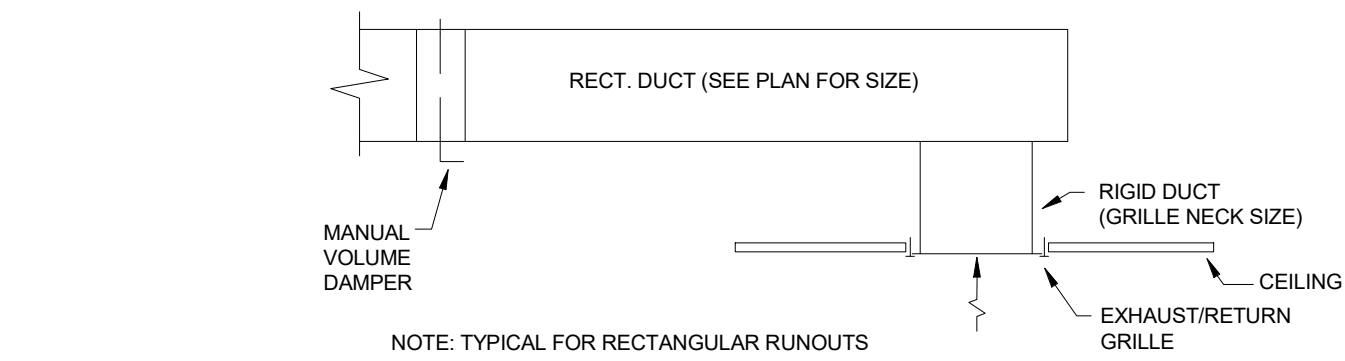 RECT. DUCT (SEE PLAN FOR SIZE)
RIGID DUCT
(GRILLE NECK SIZE)
MANUAL
VOLUME
DAMPER
CEILING
EXHAUST/RETURN
GRILLE
NOTE: TYPICAL FOR RECTANGULAR RUNOUTS